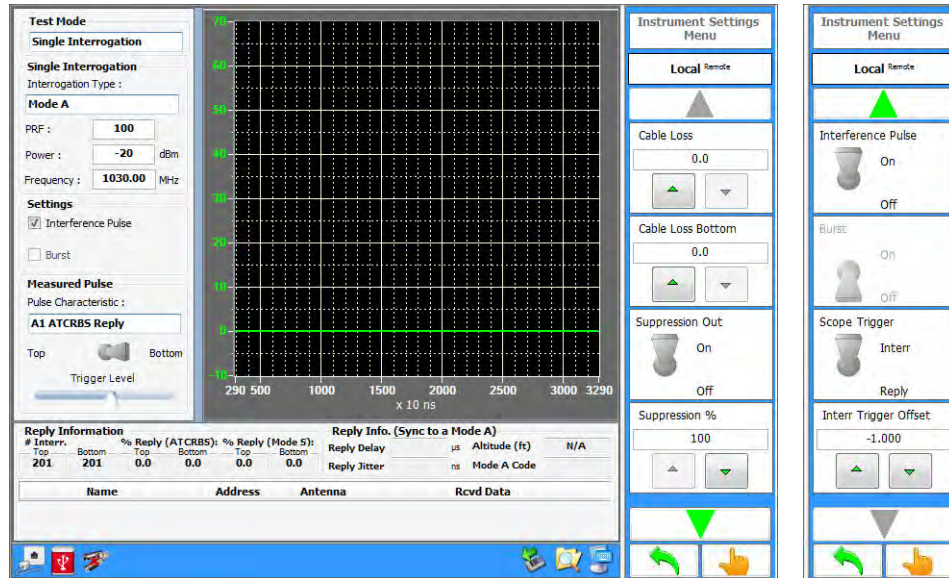 Test Mode
Single Interrogation
Single Interrogation
Interrogation Type :
Mode A
PRF : 100
Power : -20 dBm
Frequency : 1030.00 MHz
Settings
Interference Pulse
Burst
Measured Pulse
Pulse Characteristic :
A1 ATCRBS Reply
Top Bottom
Trigger Level
70
60
50
40
30
20
10
0
-10
290 500 1000 1500 2000 2500 3000 3290
x 10 ns
Reply Information
# Interr. % Reply (ATCRBS): % Reply (Mode S):
Top Bottom Top Bottom Top Bottom
201 201 0.0 0.0 0.0 0.0
Reply Info. (Sync to a Mode A)
Reply Delay µs Altitude (ft) N/A
Reply Jitter ns Mode A Code
Name Address Antenna Rcvd Data
Instrument Settings
Menu
Local Remote
Cable Loss
0.0
Cable Loss Bottom
0.0
Suppression Out
On
Off
Suppression %
100
Instrument Settings
Menu
Local Remote
Interference Pulse
On
Off
Burst
On
Off
Scope Trigger
Interr
Reply
Interr Trigger Offset
-1.000